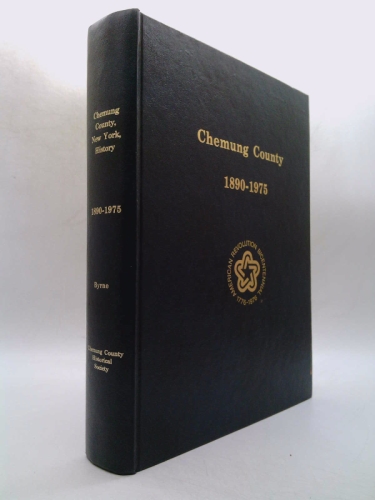 Chemung
County,
New York,
History
1890-1975
Byrne
Chemung County
Historical
Society
Chemung County
1890-1975
AMERICAN REVOLUTION BICENTENNIAL
1776-1976